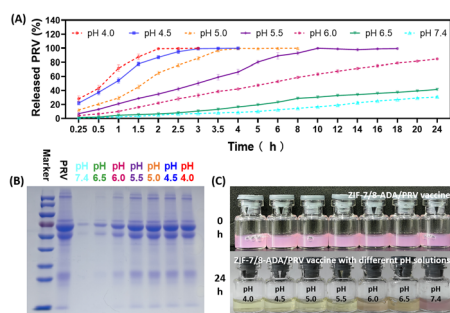 (A)
Released PRV (%)
120
100
80
60
40
20
0
pH 4.0
pH 4.5
pH 5.0
pH 5.5
pH 6.0
pH 6.5
pH 7.4
0.25 0.5 1 1.5 2 2.5 3 3.5 4 5 6 8 10 12 14 16 18 20 24
Time ( h )
(B)
Marker
PRV
pH 7.4
pH 6.5
pH 6.0
pH 5.5
pH 5.0
pH 4.5
pH 4.0
(C)
0 h
ZIF-7/8-ADA/PRV vaccine
24 h
ZIF-7/8-ADA/PRV vaccine with different pH solutions
pH 4.0
pH 4.5
pH 5.0
pH 5.5
pH 6.0
pH 6.5
pH 7.4